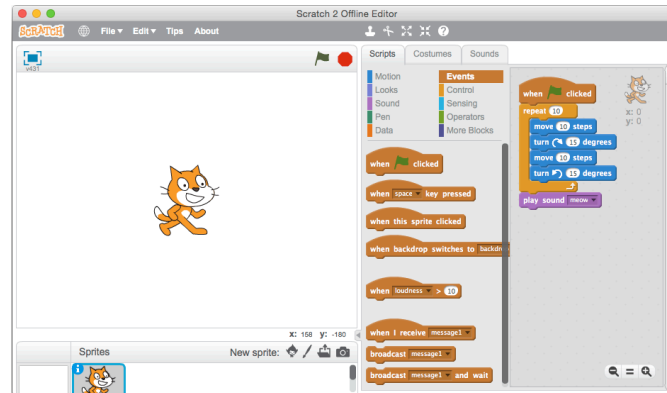 Scratch 2 Offline Editor
SCRATCH File▾ Edit▾ Tips About
v431
Scripts Costumes Sounds
Motion Events
Looks Control
Sound Sensing
Pen Operators
Data More Blocks
when clicked
when space key pressed
when this sprite clicked
when backdrop switches to
when loudness > 10
when I receive message1
broadcast message1
broadcast message1 and wait
when clicked
repeat 10
move 10 steps
turn 15 degrees
move 10 steps
turn 15 degrees
play sound meow
x: 0
y: 0
x: 158 y: -180
Sprites New sprite: